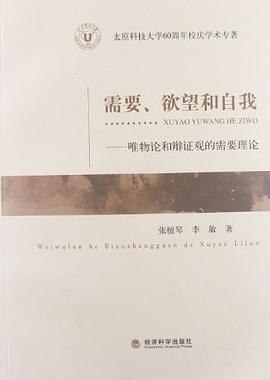 太原科技大学60周年校庆学术专著
需要、欲望和自我
XUYAO YUWANG HE ZIWO
——唯物论和辩证观的需要理论
张檀琴 李敏 著
Weiwulun he Bianzhengguan de Xuyao Lilun
经济科学出版社
Economic Science Press